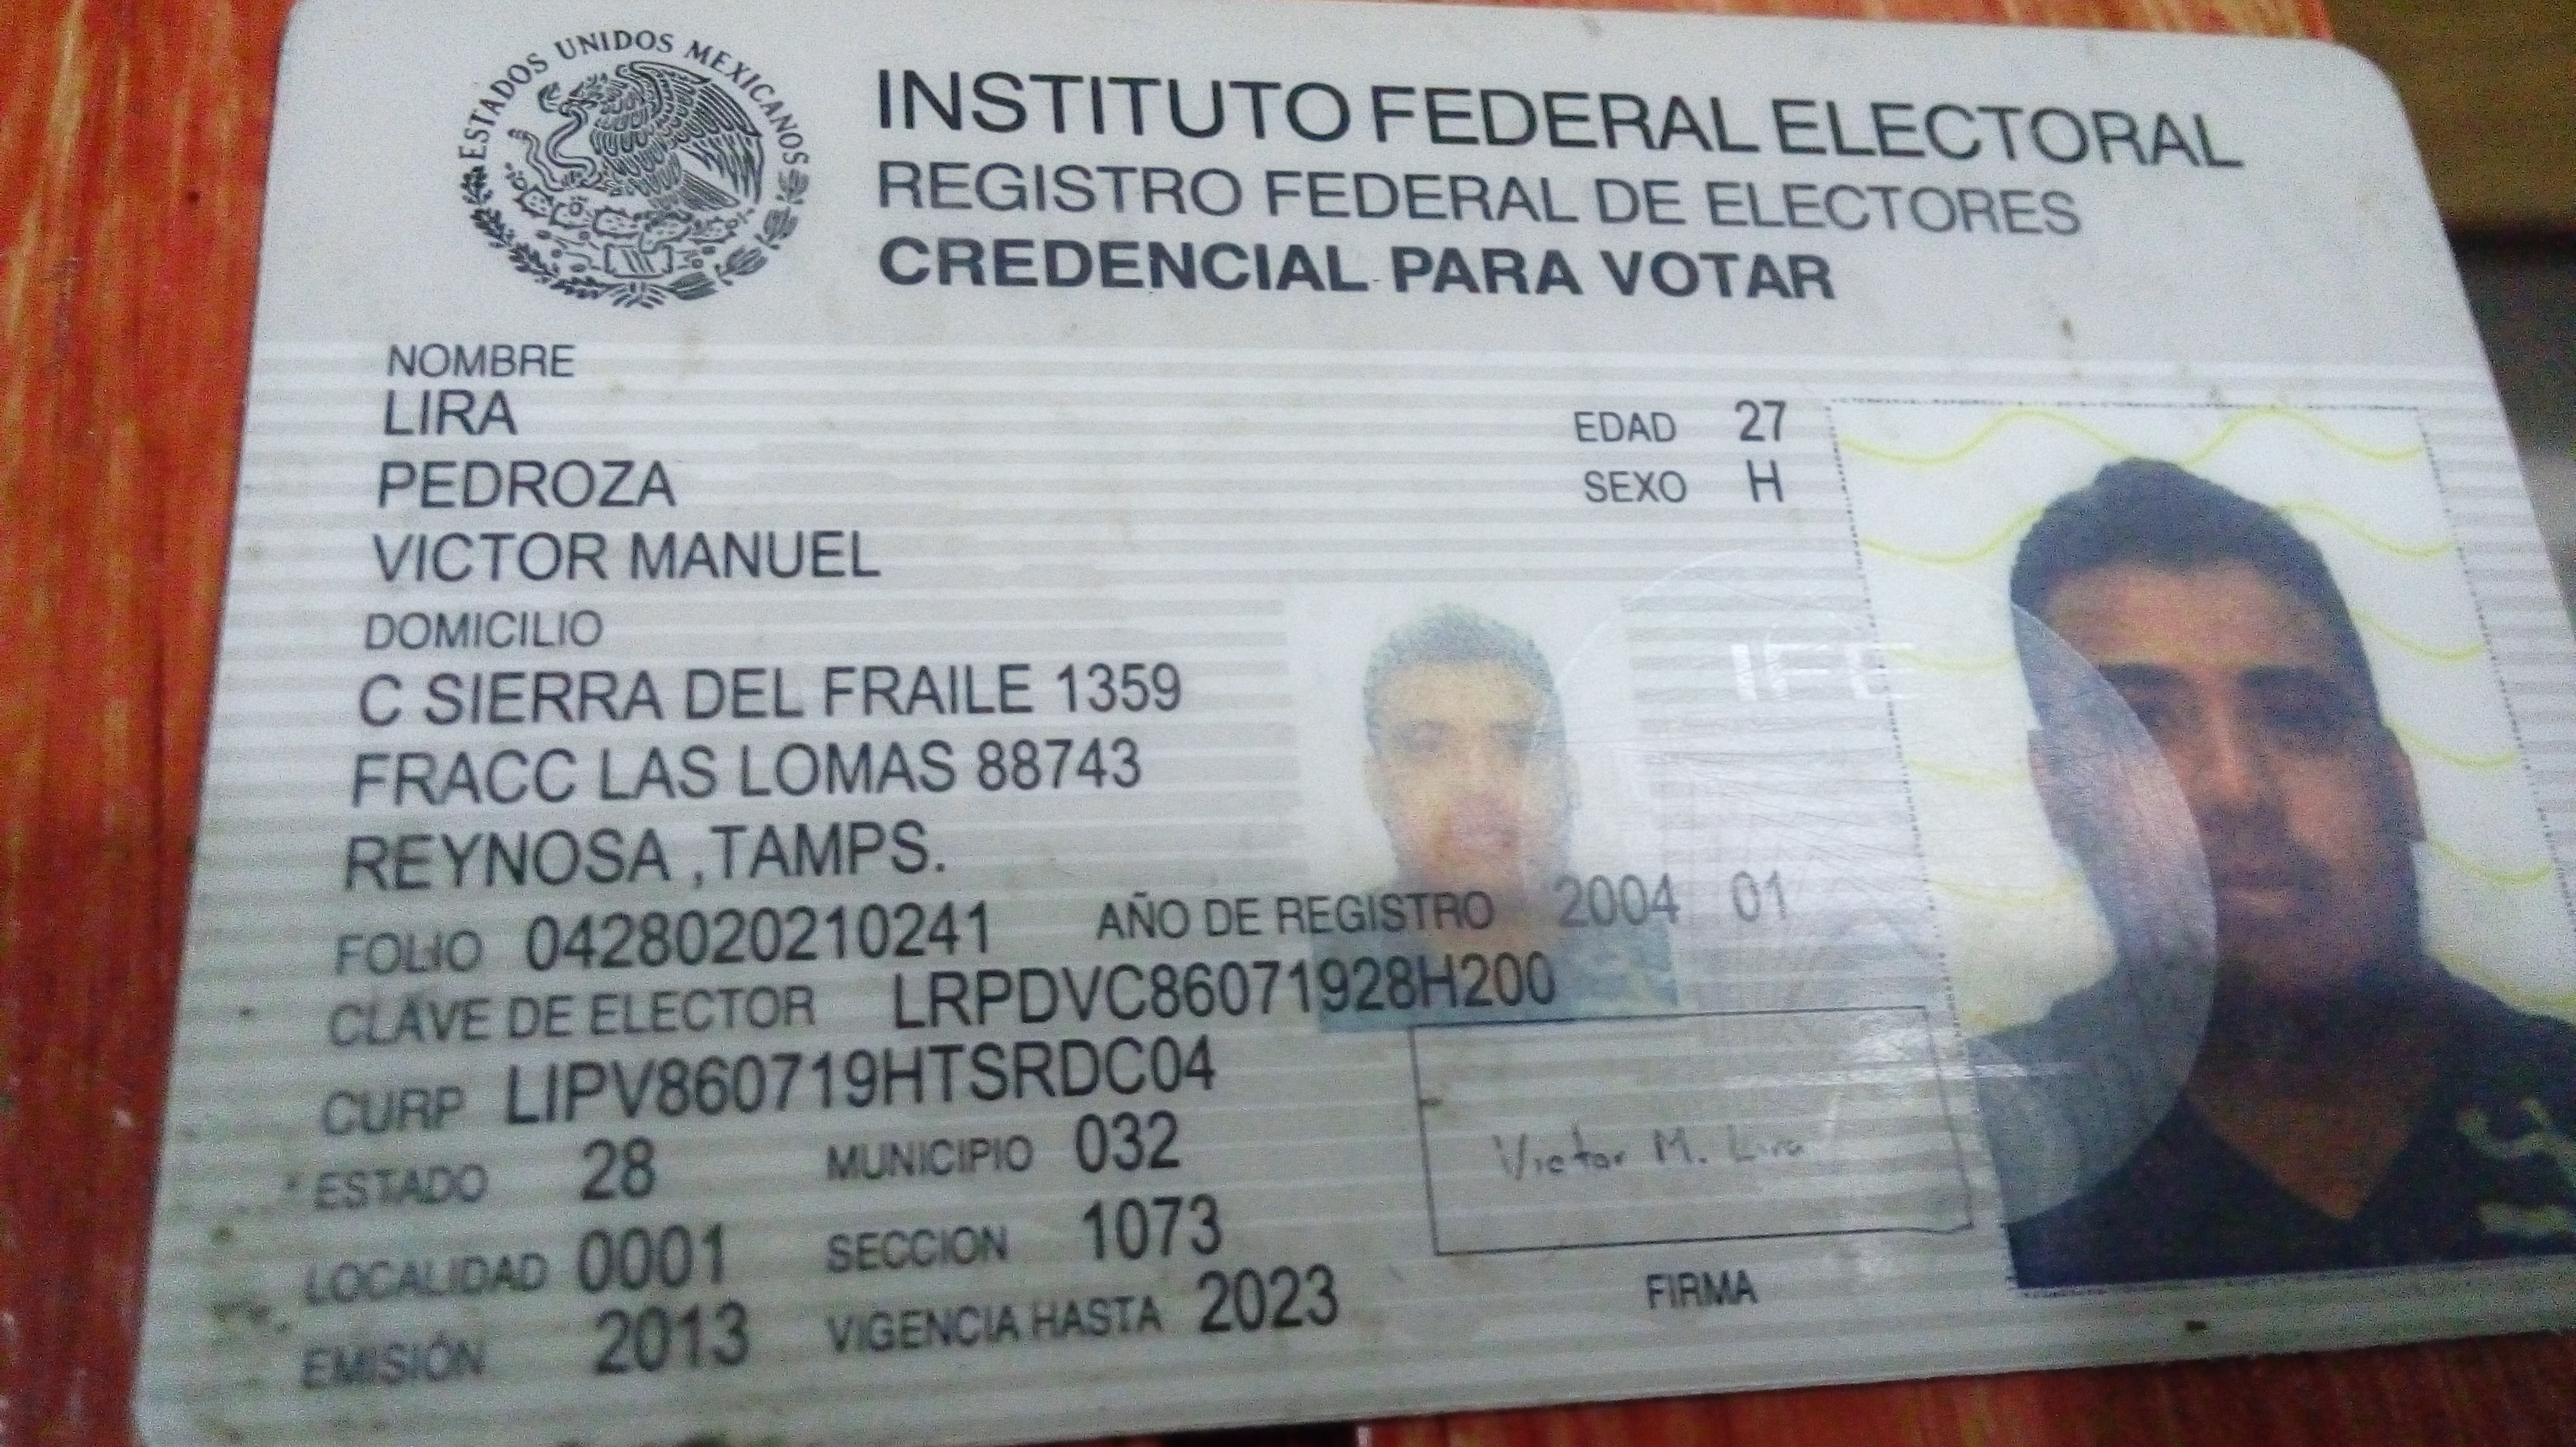 ESTADOS UNIDOS MEXICANOS
INSTITUTO FEDERAL ELECTORAL
REGISTRO FEDERAL DE ELECTORES
CREDENCIAL PARA VOTAR
NOMBRE
LIRA
PEDROZA
VICTOR MANUEL
EDAD 27
SEXO H
DOMICILIO
C SIERRA DEL FRAILE 1359
FRACC LAS LOMAS 88743
REYNOSA ,TAMPS.
FOLIO 0428020210241 AÑO DE REGISTRO 2004 01
CLAVE DE ELECTOR LRPDVC86071928H200
CURP LIPV860719HTSRDC04
ESTADO 28 MUNICIPIO 032
LOCALIDAD 0001 SECCION 1073
EMISIÓN 2013 VIGENCIA HASTA 2023
Victor M. Lira
FIRMA